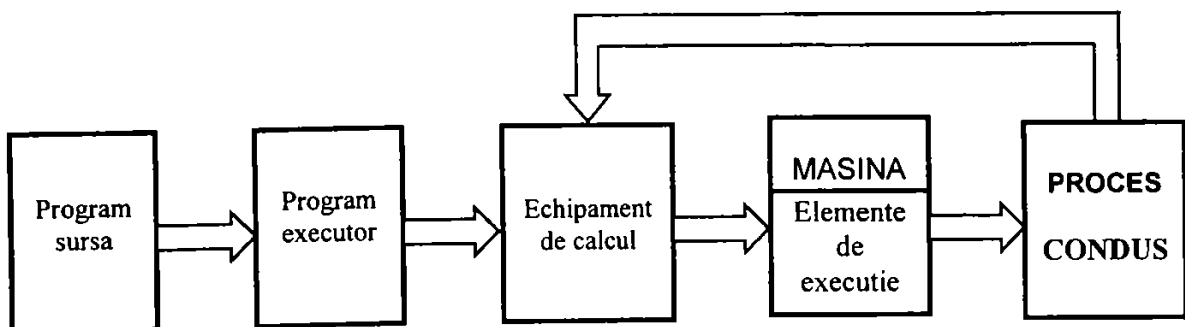 Program
sursa
Program
executor
Echipament
de calcul
MASINA
Elemente
de
executie
PROCES
CONDUS